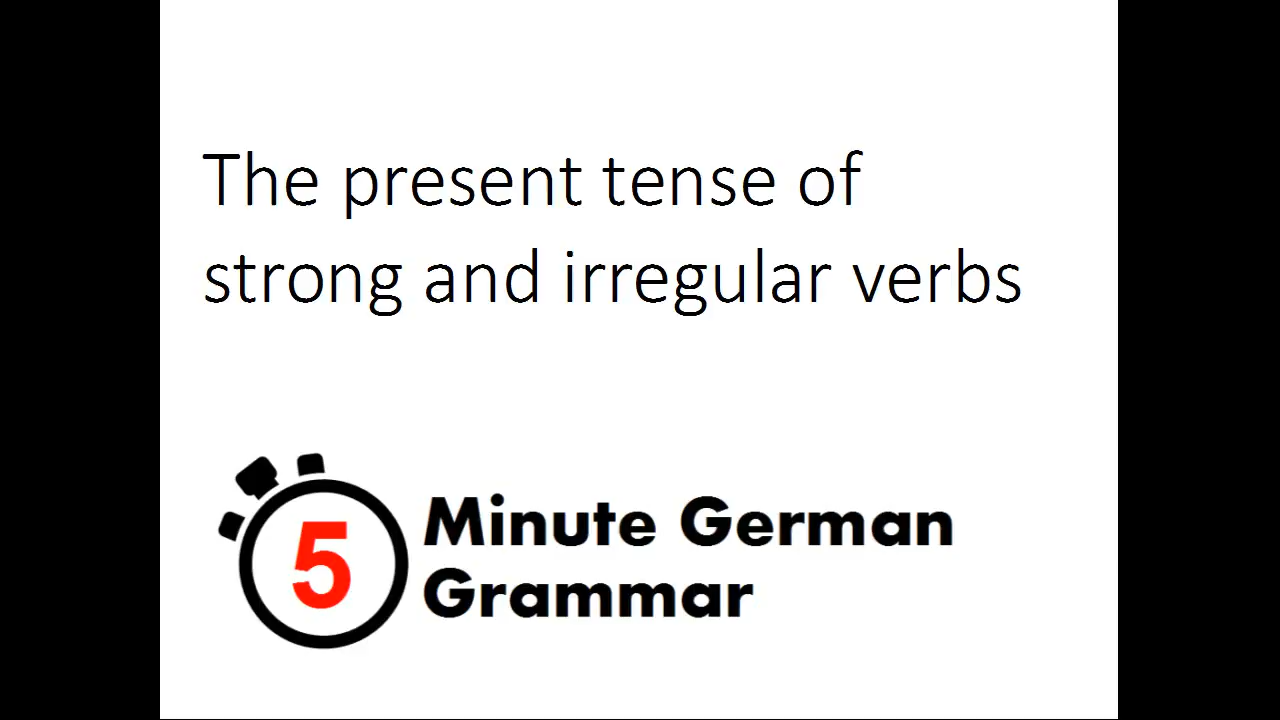 The present tense of
strong and irregular verbs
5
Minute German
Grammar